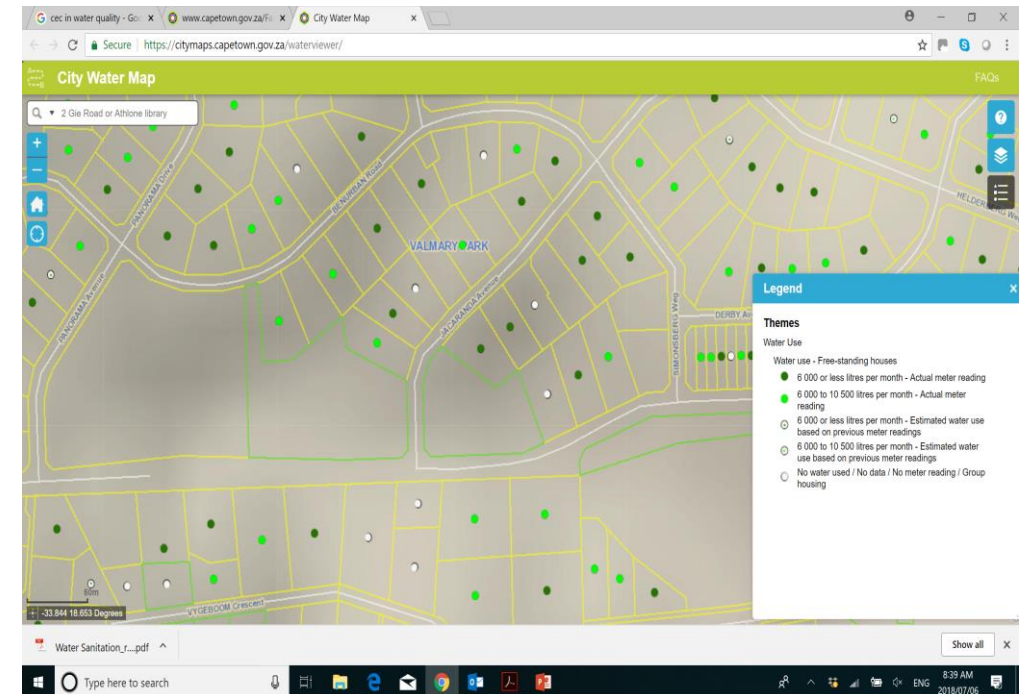 cec in water quality - Goo
www.capetown.gov.za/Fa
City Water Map
Secure | https://citymaps.capetown.gov.za/waterviewer/
City Water Map
FAQs
2 Gie Road or Athlone library
PANORAMA Drive
BENURBAN Road
HELDERBERG Weg
VALMARY PARK
PANORAMA Avenue
JACARANDA Avenue
SIMONSBERG Weg
DERBY Av
Legend
Themes
Water Use
Water use - Free-standing houses
6 000 or less litres per month - Actual meter reading
6 000 to 10 500 litres per month - Actual meter
reading
6 000 or less litres per month - Estimated water use
based on previous meter readings
6 000 to 10 500 litres per month - Estimated water
use based on previous meter readings
No water used / No data / No meter reading / Group
housing
60m
-33.844 18.653 Degrees
VYGEBOOM Crescent
Water Sanitation_r....pdf
Show all
Type here to search
ENG
8:39 AM
2018/07/06